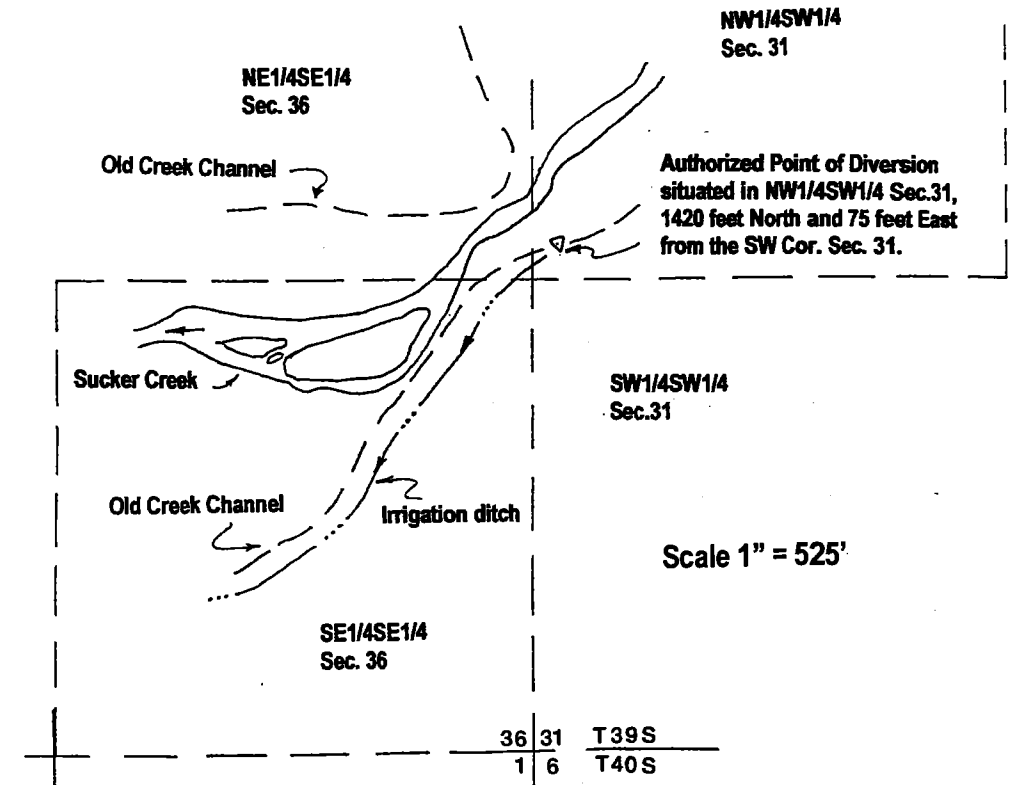 NW1/4SW1/4
Sec. 31
NE1/4SE1/4
Sec. 36
Old Creek Channel
Authorized Point of Diversion
situated in NW1/4SW1/4 Sec.31,
1420 feet North and 75 feet East
from the SW Cor. Sec. 31.
Sucker Creek
SW1/4SW1/4
Sec.31
Old Creek Channel
Irrigation ditch
Scale 1" = 525'
SE1/4SE1/4
Sec. 36
36 31 T39S
1 6 T40S